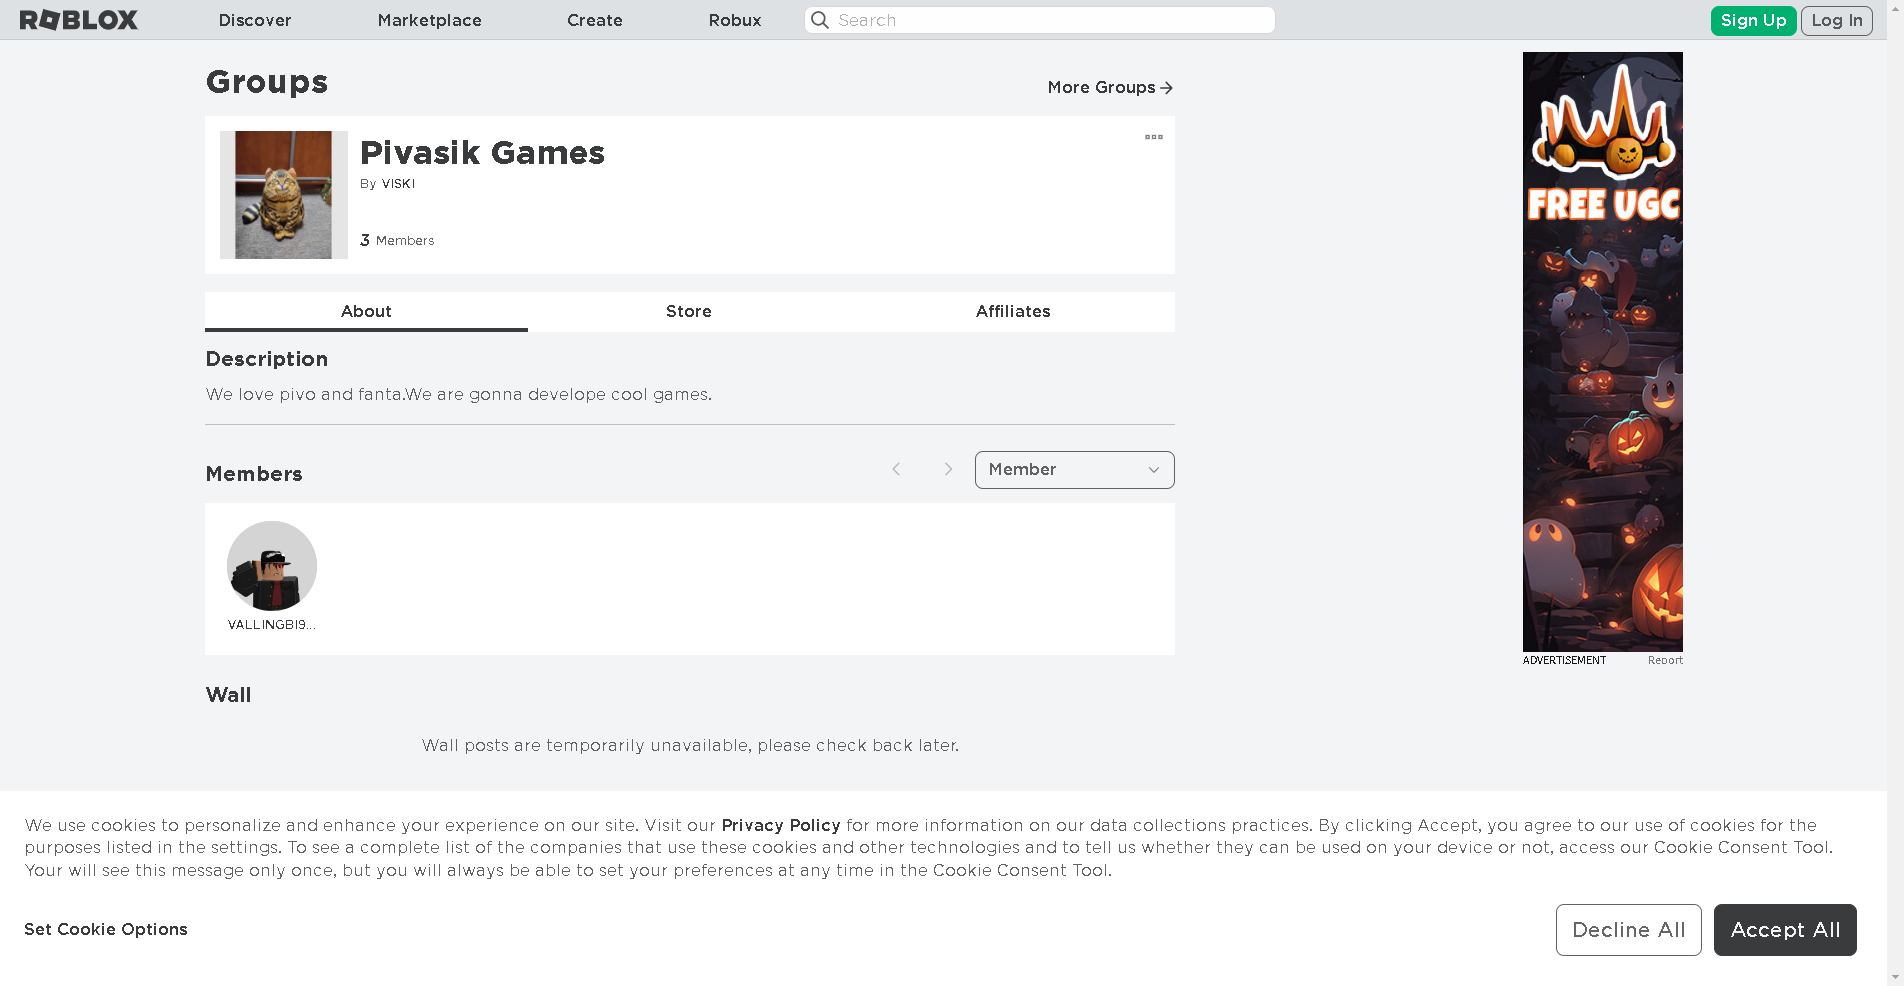 ROBLOX
Discover
Marketplace
Create
Robux
Search
Sign Up
Log In
Groups
More Groups
Pivasik Games
By VISKI
3 Members
About
Store
Affiliates
Description
We love pivo and fanta.We are gonna develope cool games.
Members
Member
VALLINGBI9...
Wall
Wall posts are temporarily unavailable, please check back later.
FREE UGC
ADVERTISEMENT
Report
We use cookies to personalize and enhance your experience on our site. Visit our Privacy Policy for more information on our data collections practices. By clicking Accept, you agree to our use of cookies for the
purposes listed in the settings. To see a complete list of the companies that use these cookies and other technologies and to tell us whether they can be used on your device or not, access our Cookie Consent Tool.
Your will see this message only once, but you will always be able to set your preferences at any time in the Cookie Consent Tool.
Set Cookie Options
Decline All
Accept All